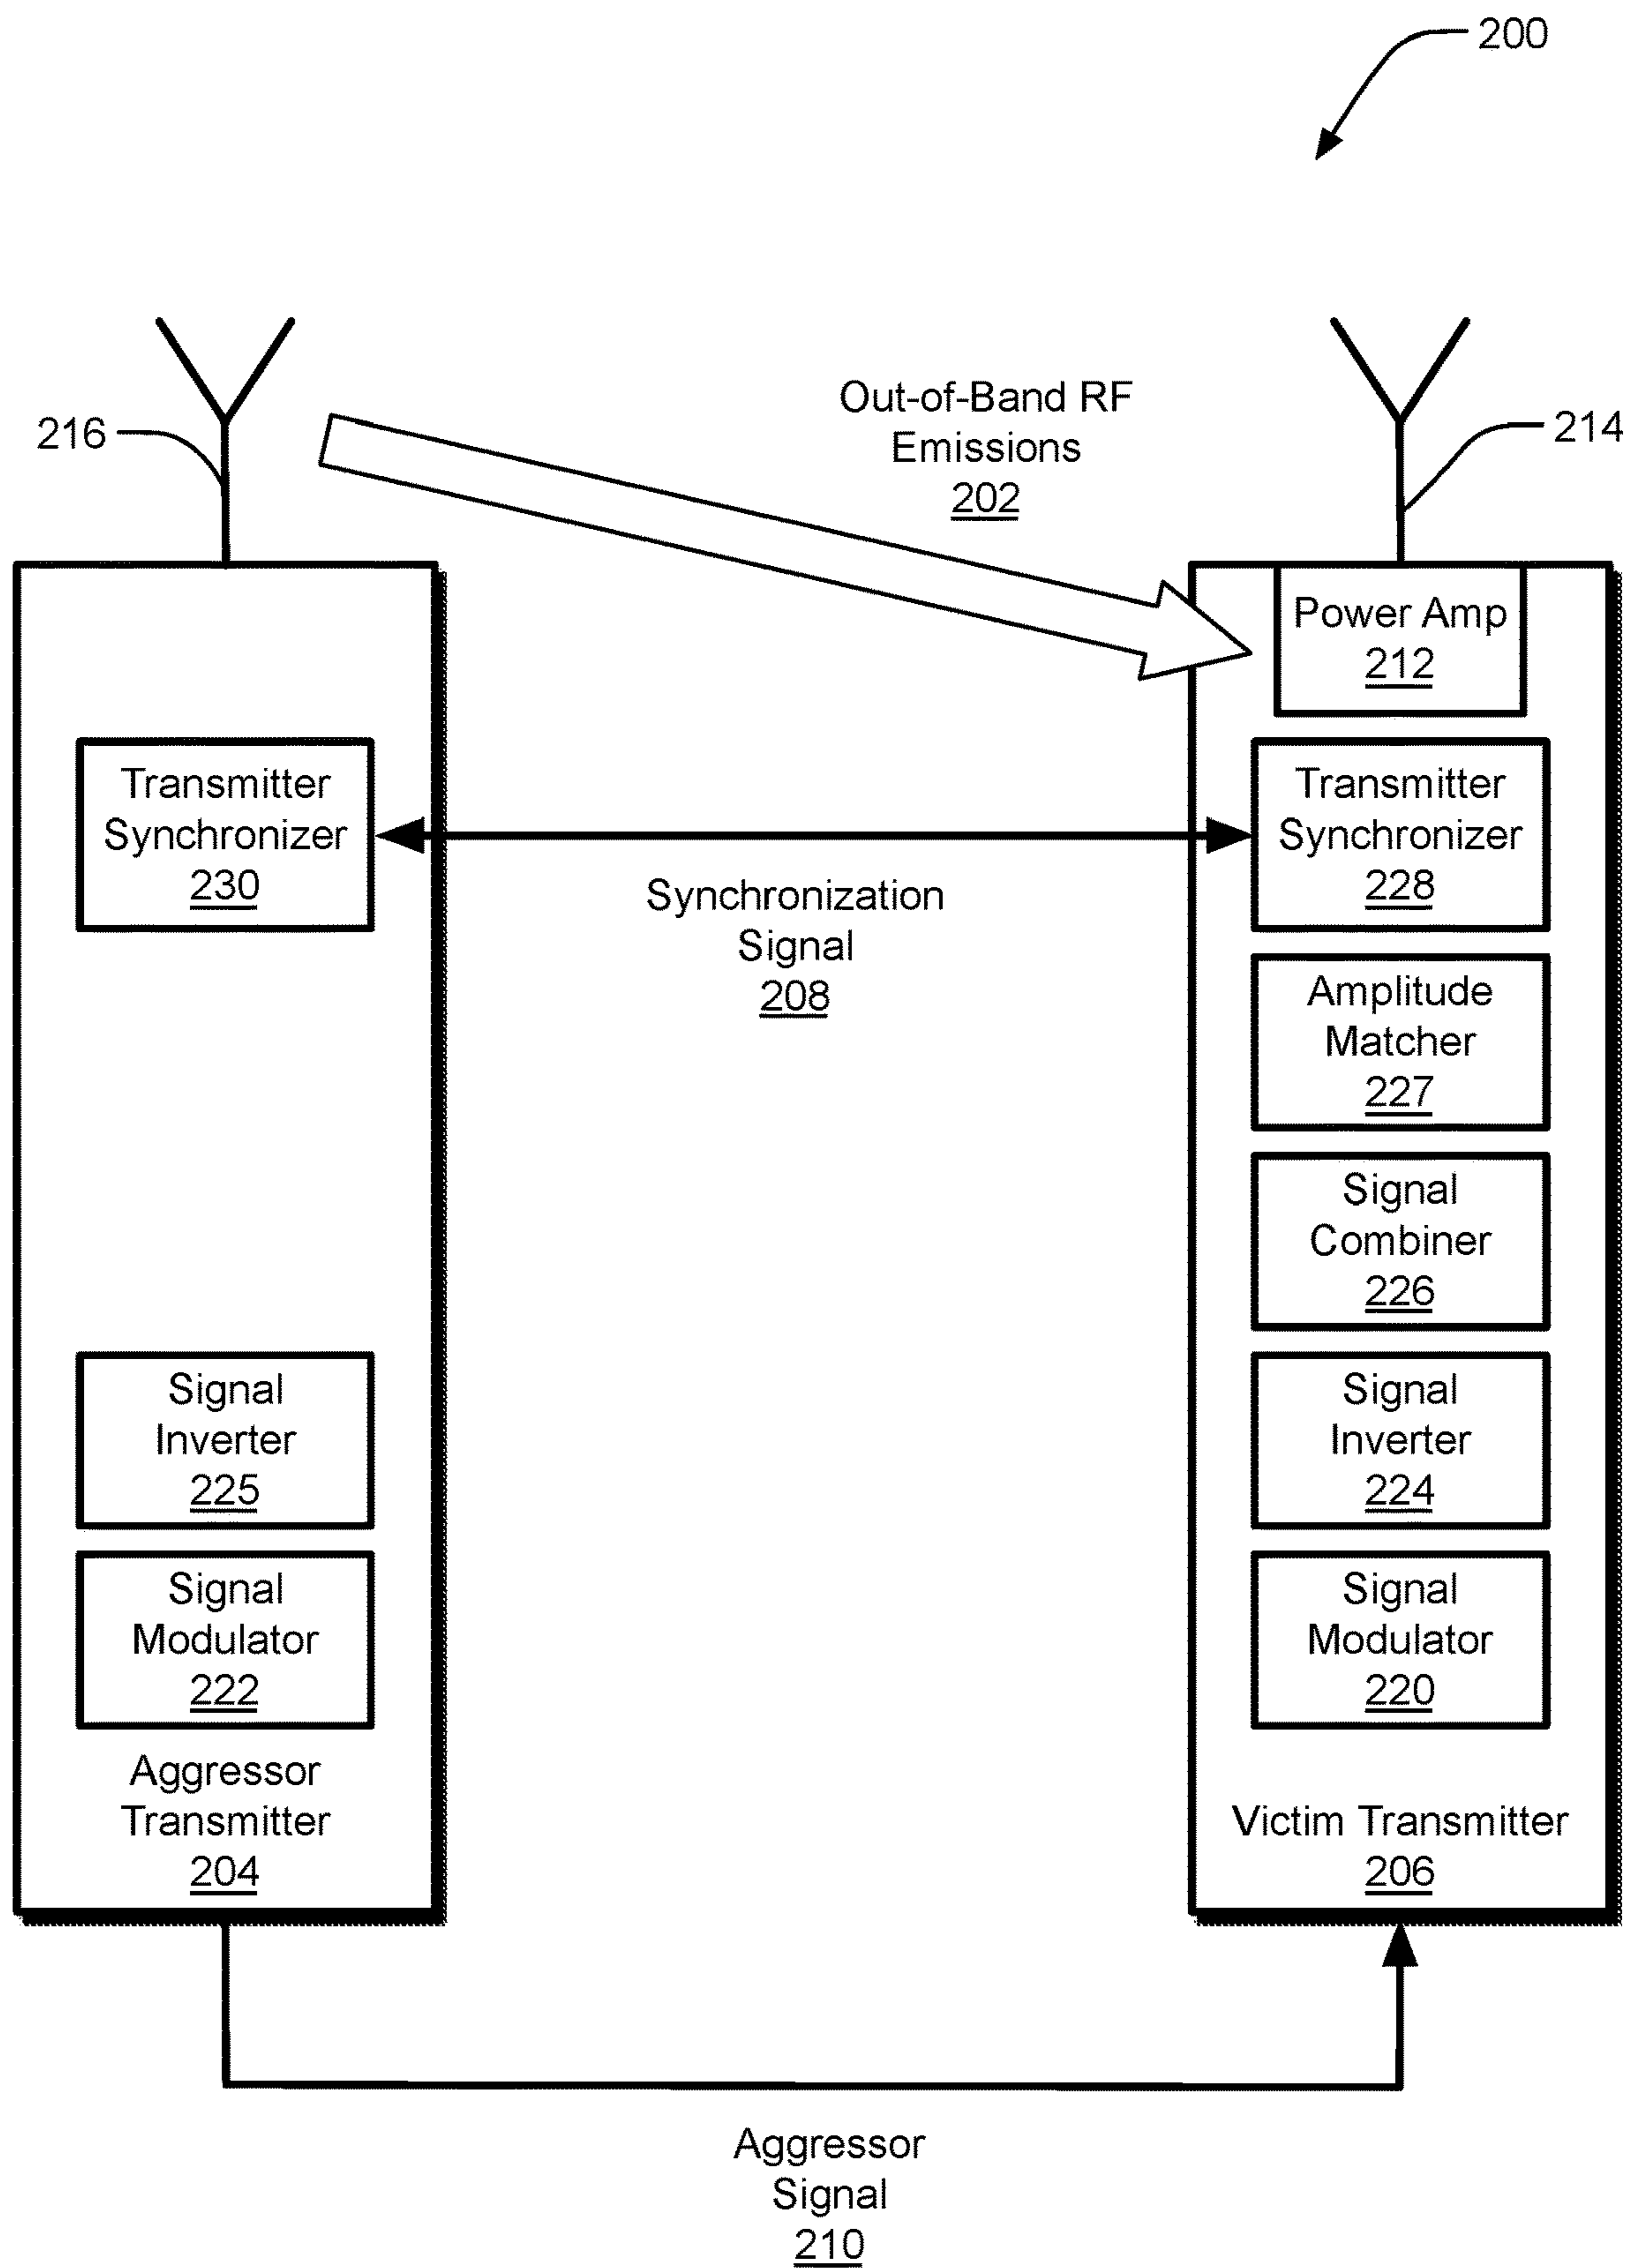 200
Out-of-Band RF
Emissions
202
216
214
Power Amp
212
Transmitter
Synchronizer
230
Transmitter
Synchronizer
228
Synchronization
Signal
208
Amplitude
Matcher
227
Signal
Combiner
226
Signal
Inverter
225
Signal
Inverter
224
Signal
Modulator
222
Signal
Modulator
220
Aggressor
Transmitter
204
Victim Transmitter
206
Aggressor
Signal
210